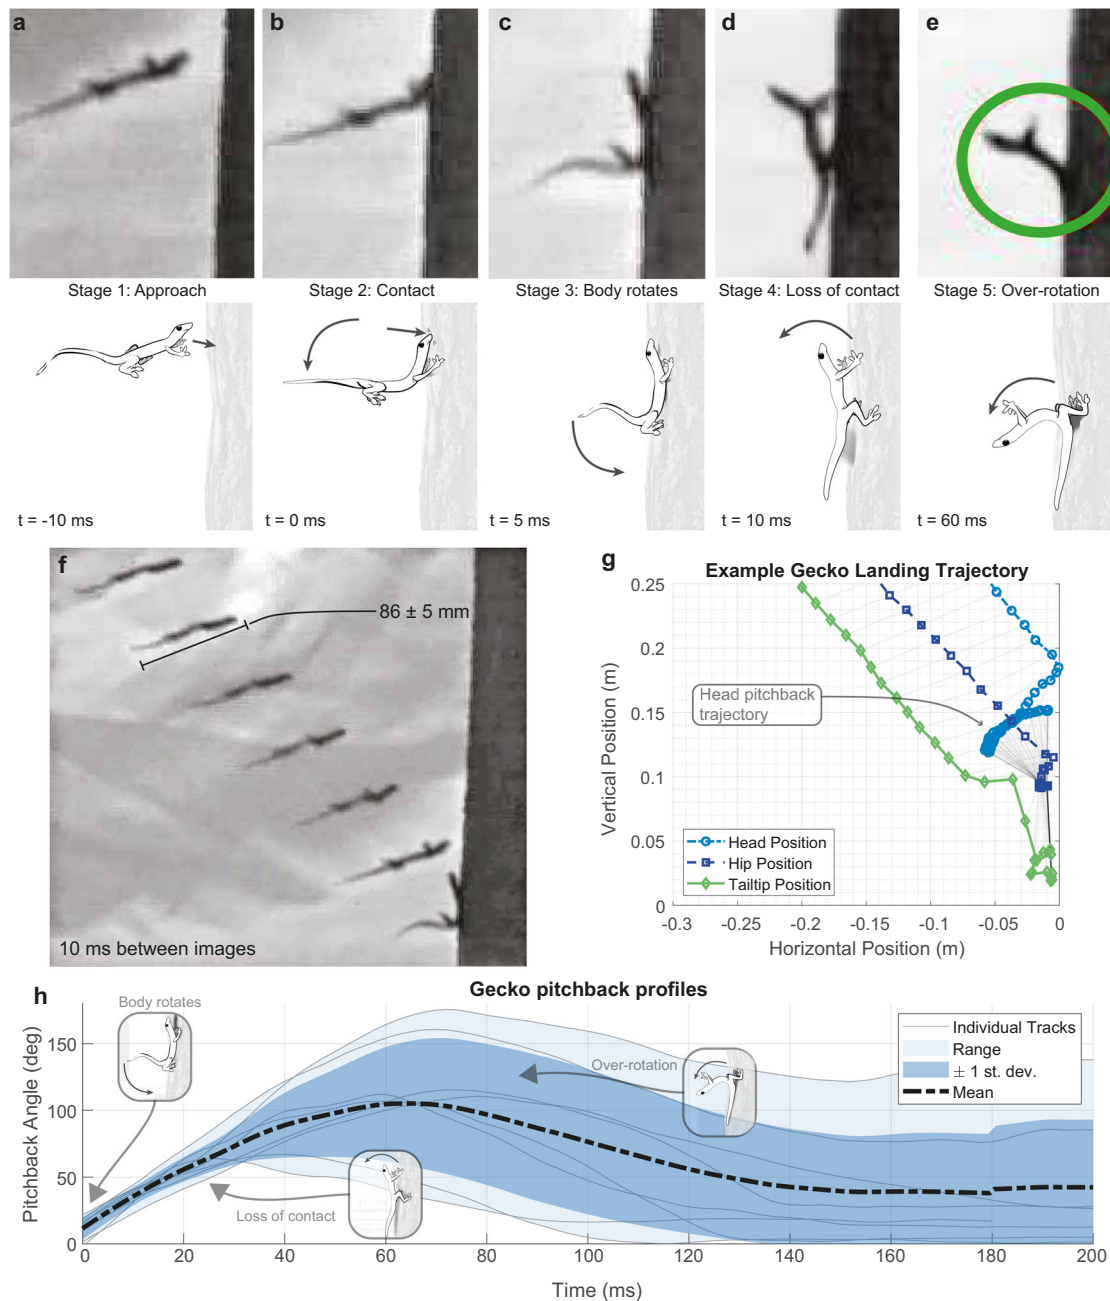 a
b
c
d
e
Stage 1: Approach
Stage 2: Contact
Stage 3: Body rotates
Stage 4: Loss of contact
Stage 5: Over-rotation
t = -10 ms
t = 0 ms
t = 5 ms
t = 10 ms
t = 60 ms
f
86 ± 5 mm
10 ms between images
g
Example Gecko Landing Trajectory
0.25
0.2
0.15
0.1
0.05
0
Vertical Position (m)
Head pitchback
trajectory
Head Position
Hip Position
Tailtip Position
-0.3 -0.25 -0.2 -0.15 -0.1 -0.05 0
Horizontal Position (m)
h
Gecko pitchback profiles
Body rotates
Over-rotation
Loss of contact
Individual Tracks
Range
± 1 st. dev.
Mean
150
100
50
0
Pitchback Angle (deg)
0 20 40 60 80 100 120 140 160 180 200
Time (ms)